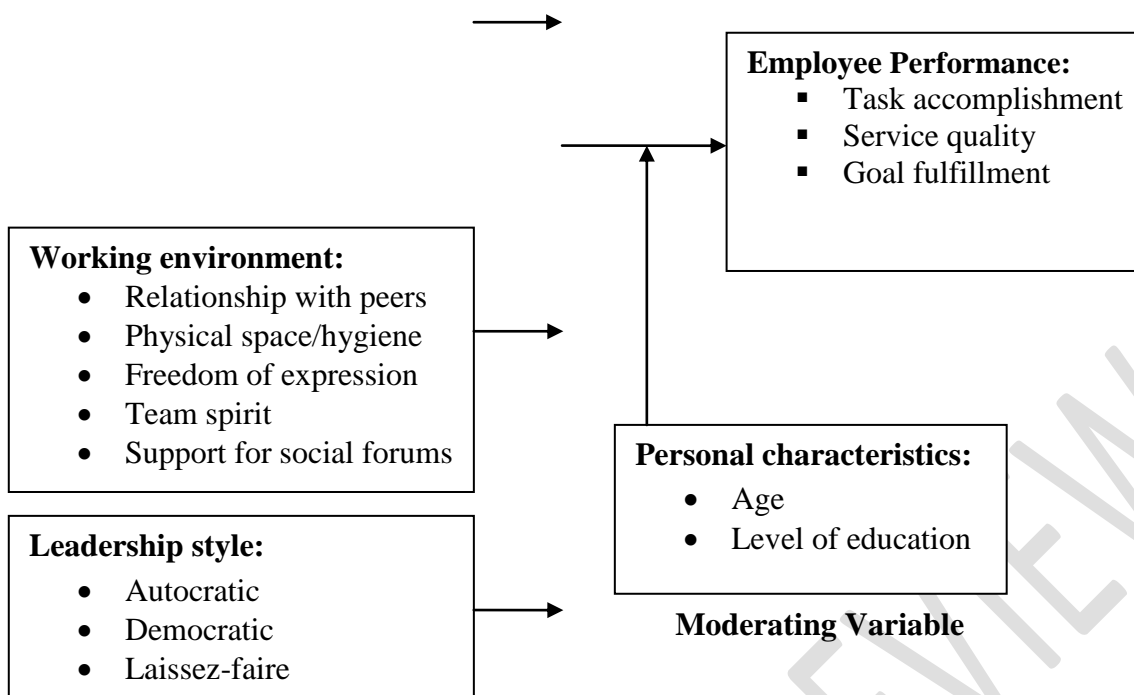 Employee Performance:
▪ Task accomplishment
▪ Service quality
▪ Goal fulfillment
Working environment:
• Relationship with peers
• Physical space/hygiene
• Freedom of expression
• Team spirit
• Support for social forums
Personal characteristics:
• Age
• Level of education
Moderating Variable
Leadership style:
• Autocratic
• Democratic
• Laissez-faire